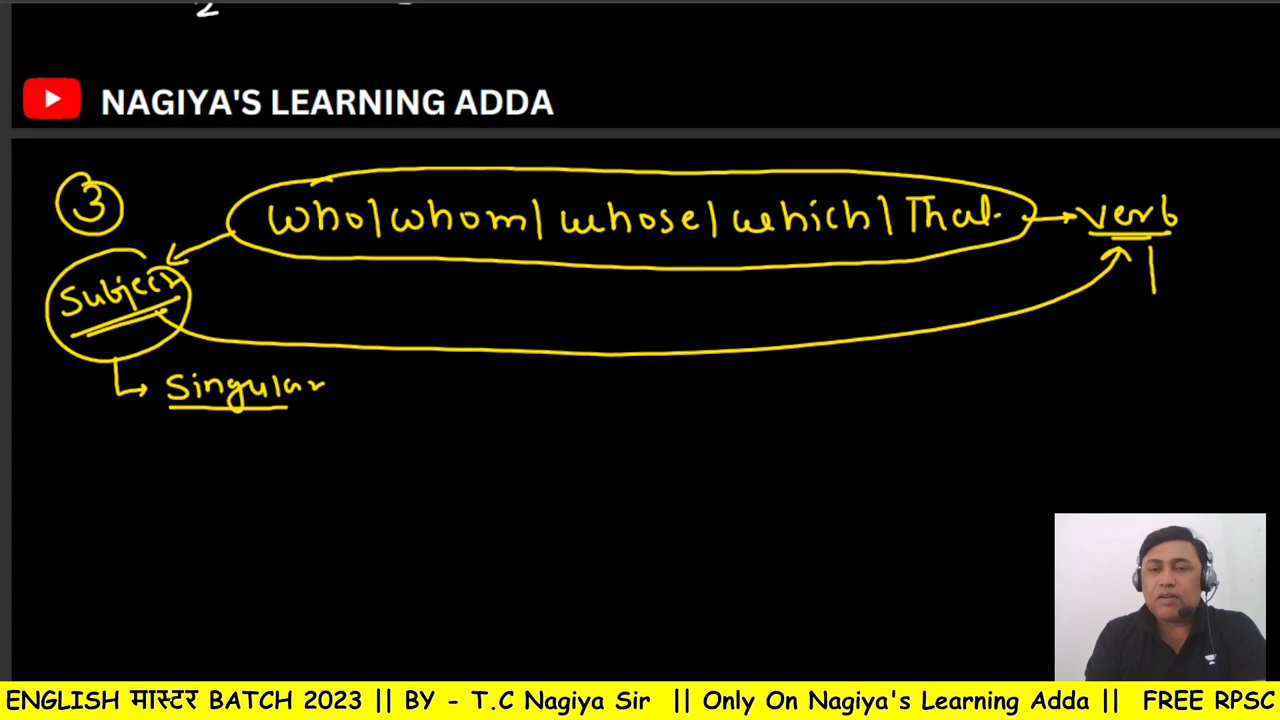 2
NAGIYA'S LEARNING ADDA
3 who|whom|whose|which|That verb
Subject
Singular
ENGLISH मास्टर BATCH 2023 || BY - T.C Nagiya Sir || Only On Nagiya's Learning Adda || FREE RPSC